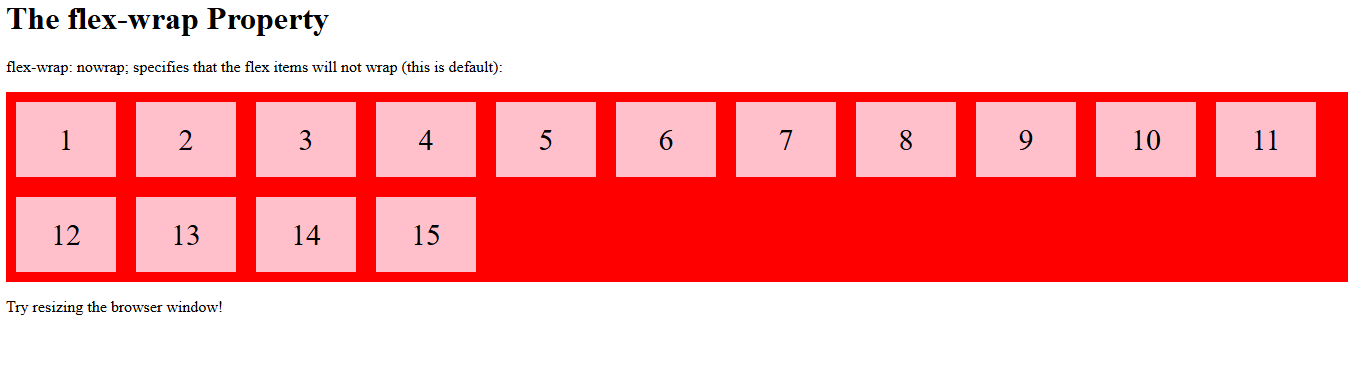 The flex-wrap Property
flex-wrap: nowrap; specifies that the flex items will not wrap (this is default):
1 2 3 4 5 6 7 8 9 10 11
12 13 14 15
Try resizing the browser window!